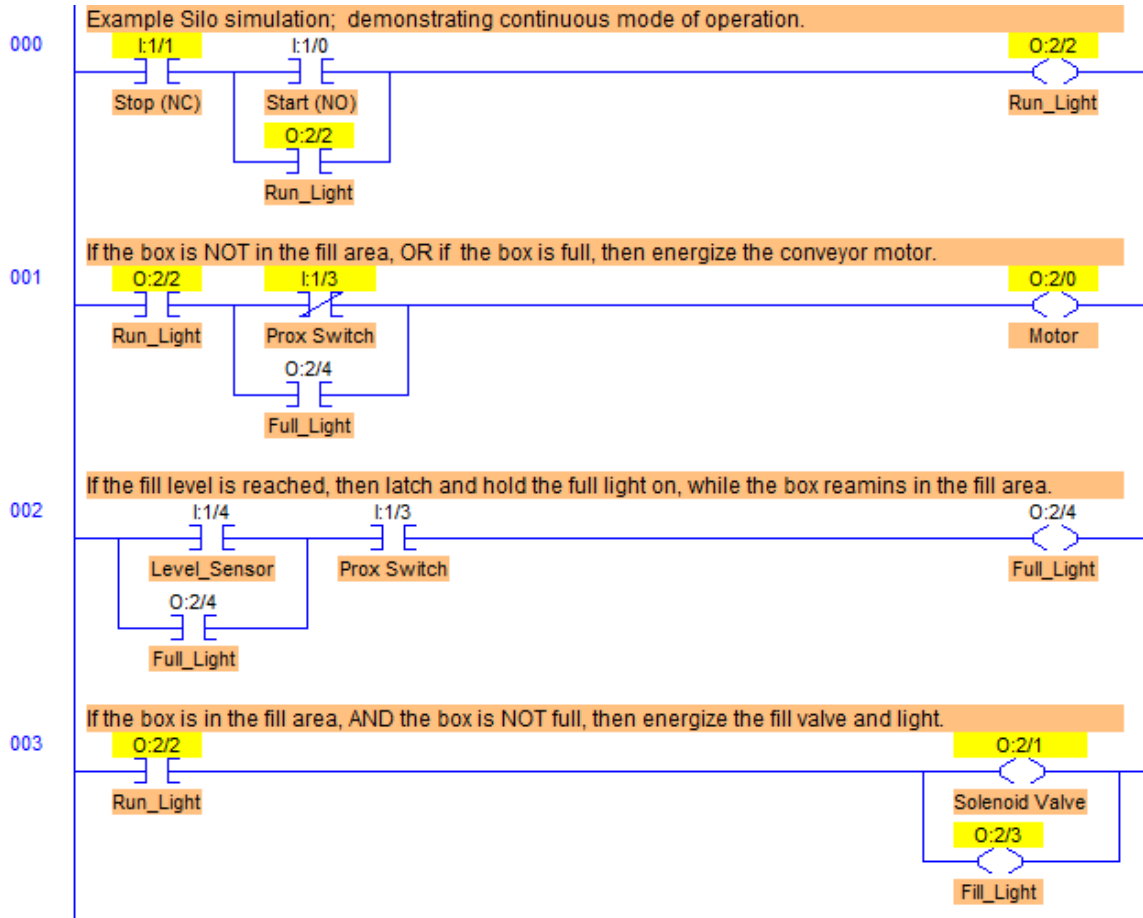 Example Silo simulation; demonstrating continuous mode of operation.
000
I:1/1 I:1/0 O:2/2
Stop (NC) Start (NO) Run_Light
O:2/2
Run_Light
If the box is NOT in the fill area, OR if the box is full, then energize the conveyor motor.
001
O:2/2 I:1/3 O:2/0
Run_Light Prox Switch Motor
O:2/4
Full_Light
If the fill level is reached, then latch and hold the full light on, while the box reamins in the fill area.
002
I:1/4 I:1/3 O:2/4
Level_Sensor Prox Switch Full_Light
O:2/4
Full_Light
If the box is in the fill area, AND the box is NOT full, then energize the fill valve and light.
003
O:2/2 O:2/1
Run_Light Solenoid Valve
O:2/3
Fill_Light